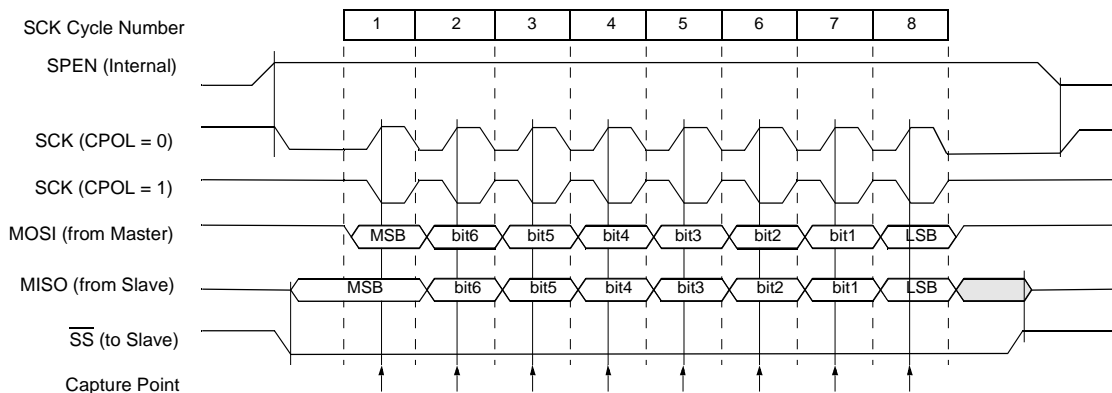 SCK Cycle Number 1 2 3 4 5 6 7 8
SPEN (Internal)
SCK (CPOL = 0)
SCK (CPOL = 1)
MOSI (from Master) MSB bit6 bit5 bit4 bit3 bit2 bit1 LSB
MISO (from Slave) MSB bit6 bit5 bit4 bit3 bit2 bit1 LSB
SS (to Slave)
Capture Point